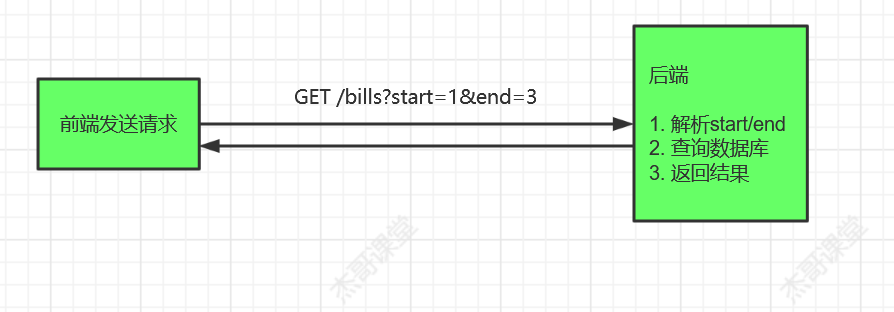 前端发送请求
GET /bills?start=1&end=3
后端
1. 解析start/end
2. 查询数据库
3. 返回结果
杰哥课堂
杰哥课堂